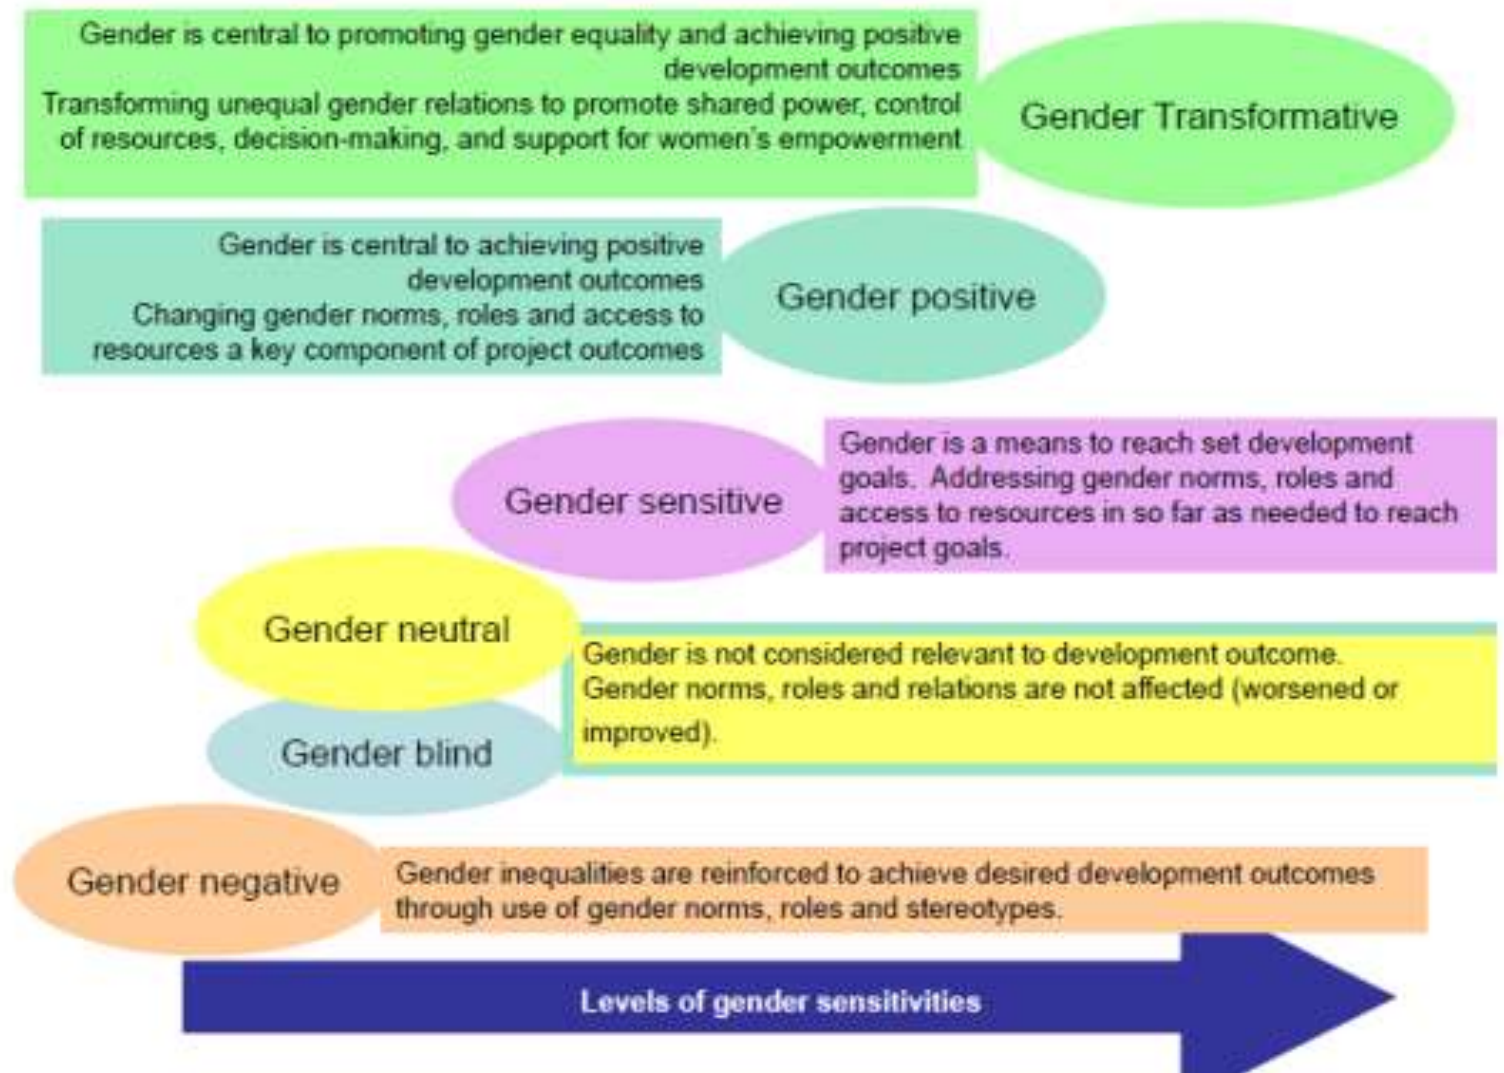 Gender is central to promoting gender equality and achieving positive
development outcomes
Transforming unequal gender relations to promote shared power, control
of resources, decision-making, and support for women's empowerment
Gender Transformative
Gender is central to achieving positive
development outcomes
Changing gender norms, roles and access to
resources a key component of project outcomes
Gender positive
Gender sensitive
Gender is a means to reach set development
goals.  Addressing gender norms, roles and
access to resources in so far as needed to reach
project goals.
Gender neutral
Gender is not considered relevant to development outcome.
Gender norms, roles and relations are not affected (worsened or
improved).
Gender blind
Gender negative
Gender inequalities are reinforced to achieve desired development outcomes
through use of gender norms, roles and stereotypes.
Levels of gender sensitivities